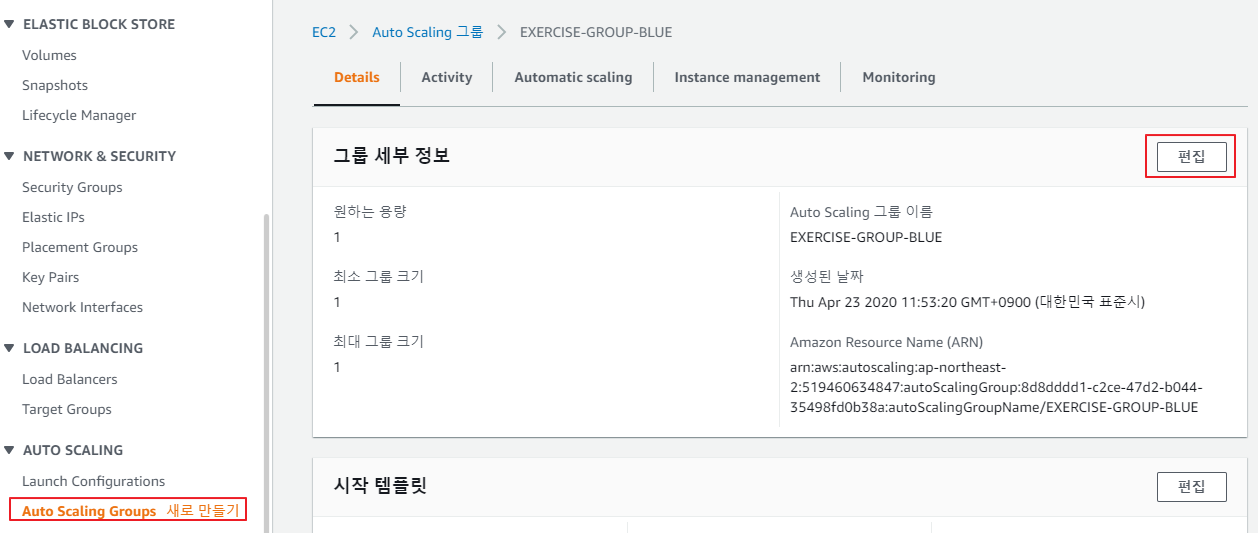 ELASTIC BLOCK STORE
Volumes
Snapshots
Lifecycle Manager
NETWORK & SECURITY
Security Groups
Elastic IPs
Placement Groups
Key Pairs
Network Interfaces
LOAD BALANCING
Load Balancers
Target Groups
AUTO SCALING
Launch Configurations
Auto Scaling Groups 새로 만들기
EC2 > Auto Scaling 그룹 > EXERCISE-GROUP-BLUE
Details Activity Automatic scaling Instance management Monitoring
그룹 세부 정보 편집
원하는 용량
1
최소 그룹 크기
1
최대 그룹 크기
1
Auto Scaling 그룹 이름
EXERCISE-GROUP-BLUE
생성된 날짜
Thu Apr 23 2020 11:53:20 GMT+0900 (대한민국 표준시)
Amazon Resource Name (ARN)
arn:aws:autoscaling:ap-northeast-
2:519460634847:autoScalingGroup:8d8dddd1-c2ce-47d2-b044-
35498fd0b38a:autoScalingGroupName/EXERCISE-GROUP-BLUE
시작 템플릿 편집